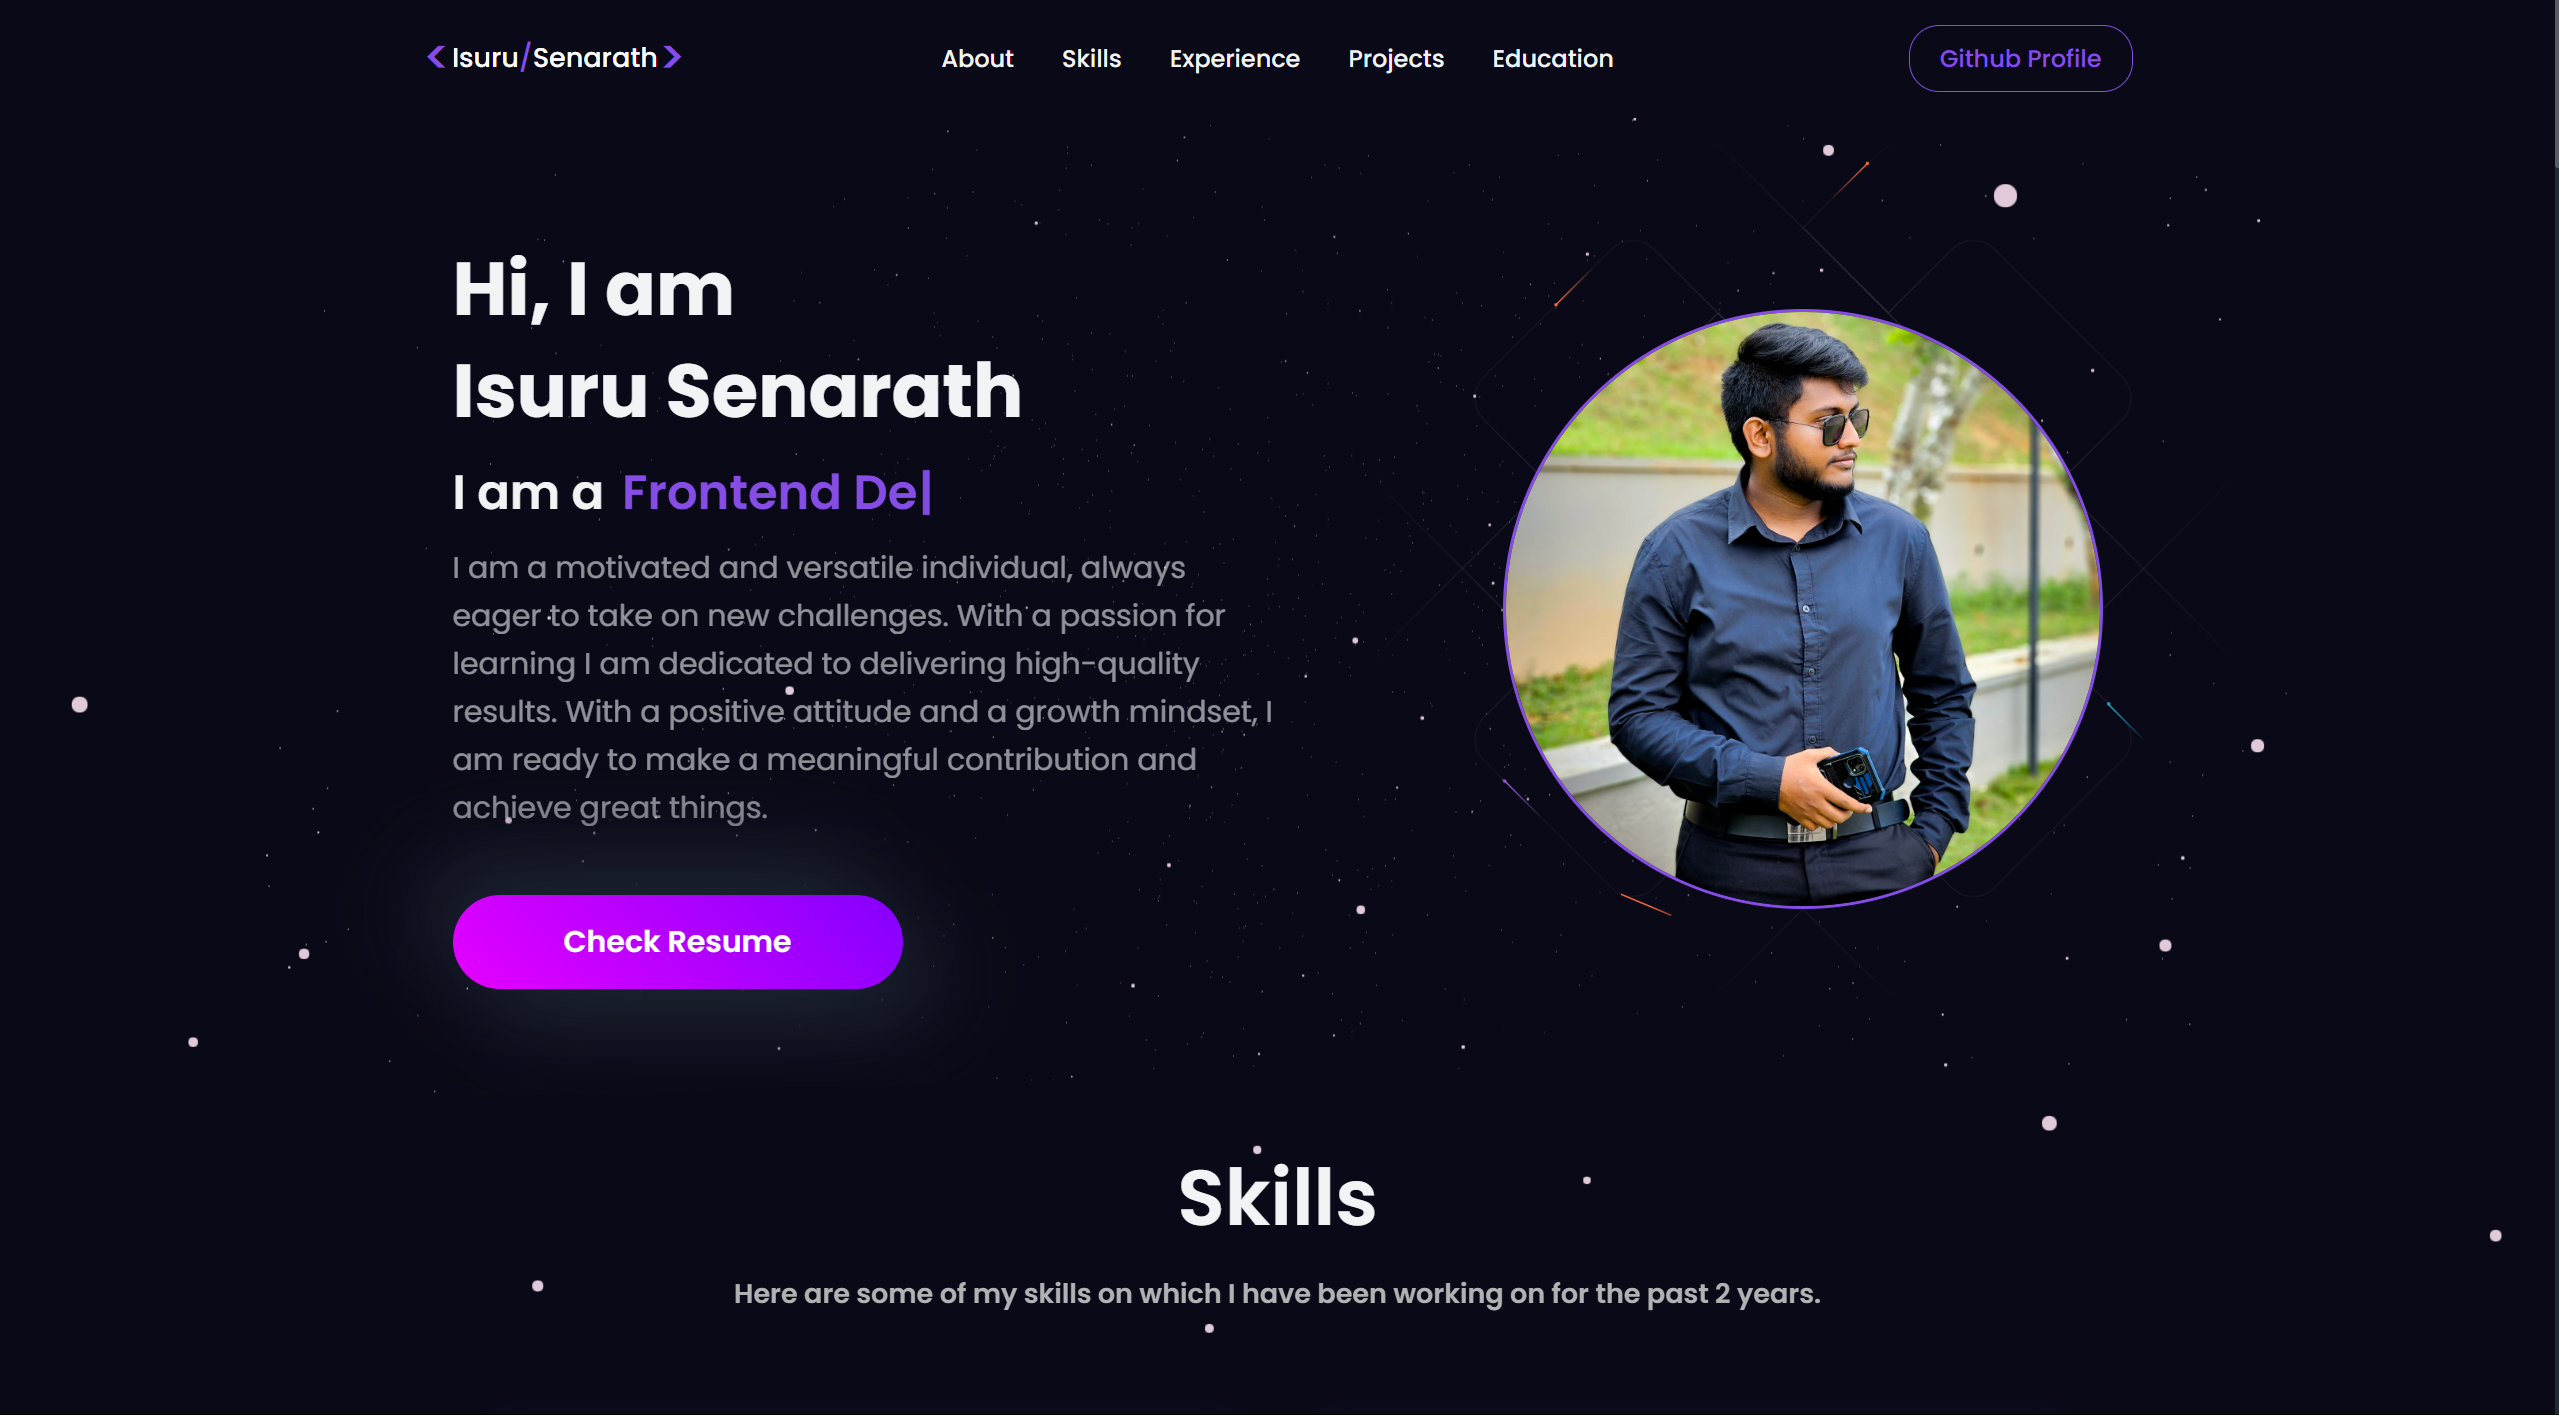 <Isuru/Senarath>
About Skills Experience Projects Education
Github Profile
Hi, I am
Isuru Senarath
I am a Frontend De|
I am a motivated and versatile individual, always
eager to take on new challenges. With a passion for
learning I am dedicated to delivering high-quality
results. With a positive attitude and a growth mindset, I
am ready to make a meaningful contribution and
achieve great things.
Check Resume
Skills
Here are some of my skills on which I have been working on for the past 2 years.